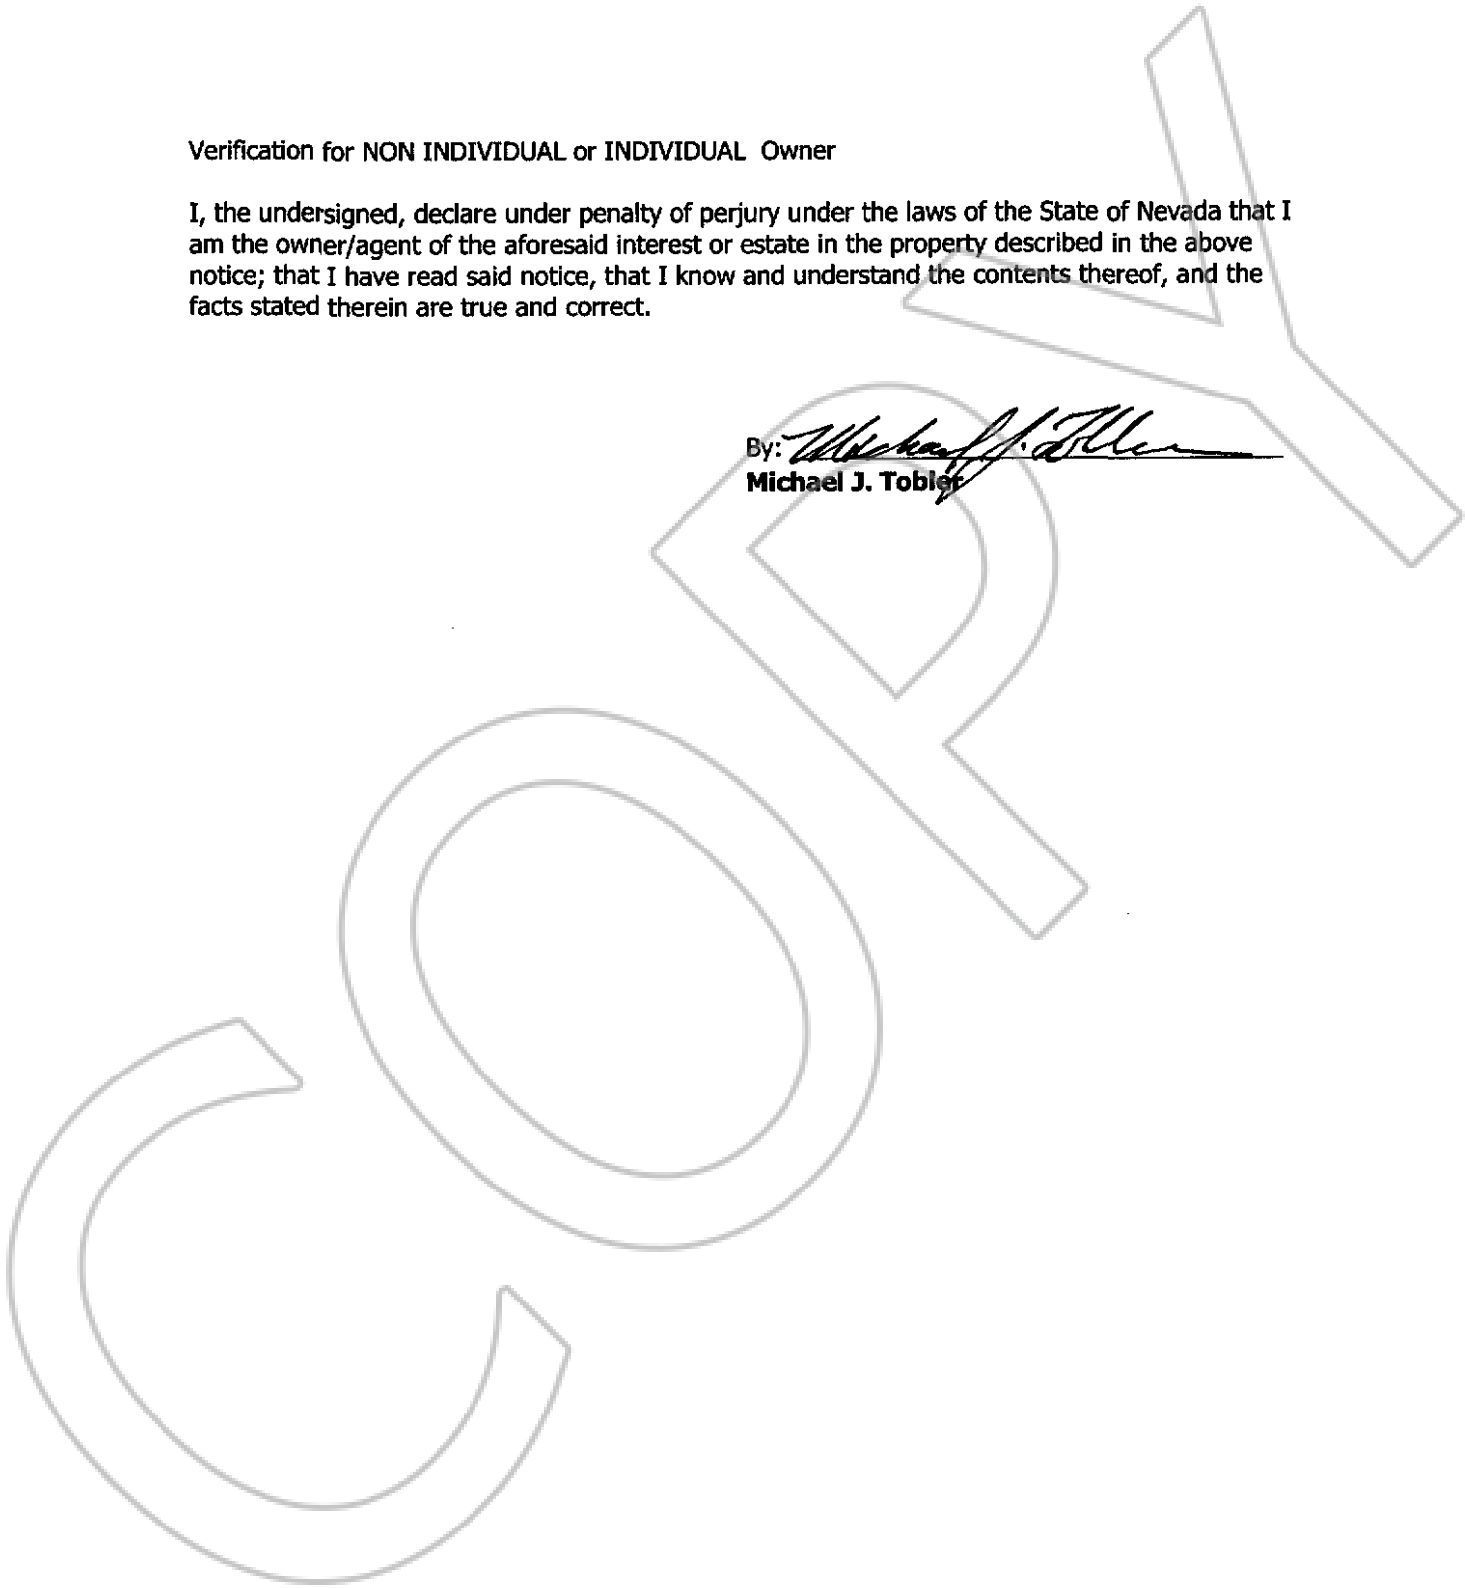 Verification for NON INDIVIDUAL or INDIVIDUAL Owner
I, the undersigned, declare under penalty of perjury under the laws of the State of Nevada that I
am the owner/agent of the aforesaid interest or estate in the property described in the above
notice; that I have read said notice, that I know and understand the contents thereof, and the
facts stated therein are true and correct.
By: Michael J. Tobler
Michael J. Tobler
COPY